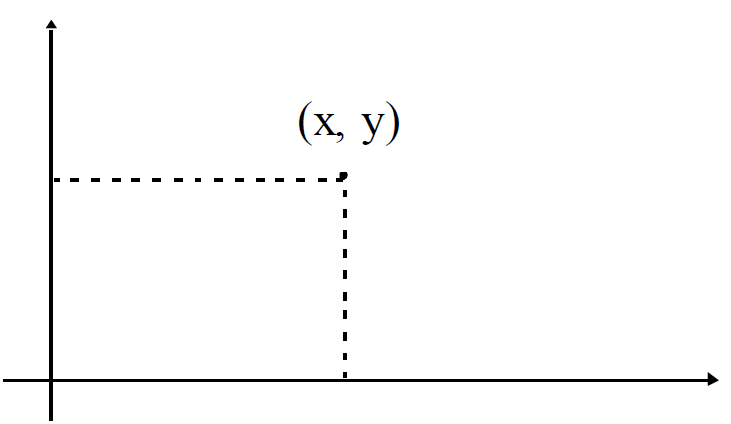 (x, y)